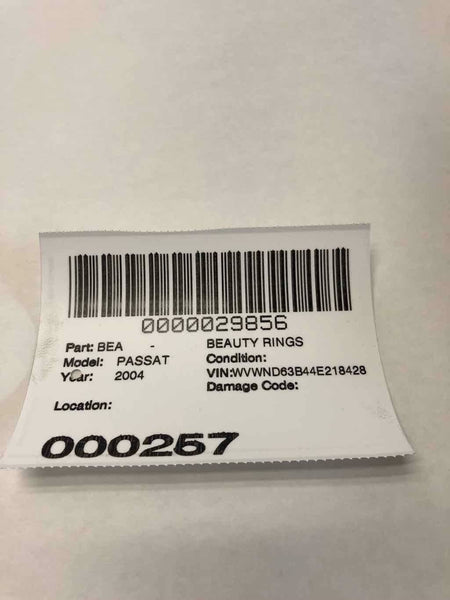 0000029856
Part: BEA - BEAUTY RINGS
Model: PASSAT Condition:
Year: 2004 VIN:WVWND63B44E218428
Damage Code:
Location:
000257